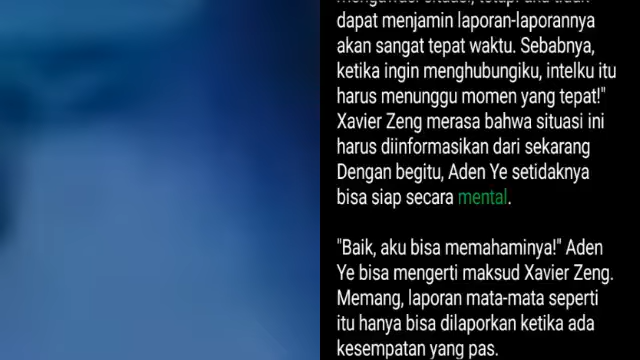 dapat menjamin laporan-laporannya
akan sangat tepat waktu. Sebabnya,
ketika ingin menghubungiku, intelku itu
harus menunggu momen yang tepat!"
Xavier Zeng merasa bahwa situasi ini
harus diinformasikan dari sekarang
Dengan begitu, Aden Ye setidaknya
bisa siap secara mental.
"Baik, aku bisa memahaminya!" Aden
Ye bisa mengerti maksud Xavier Zeng.
Memang, laporan mata-mata seperti
itu hanya bisa dilaporkan ketika ada
kesempatan yang pas.